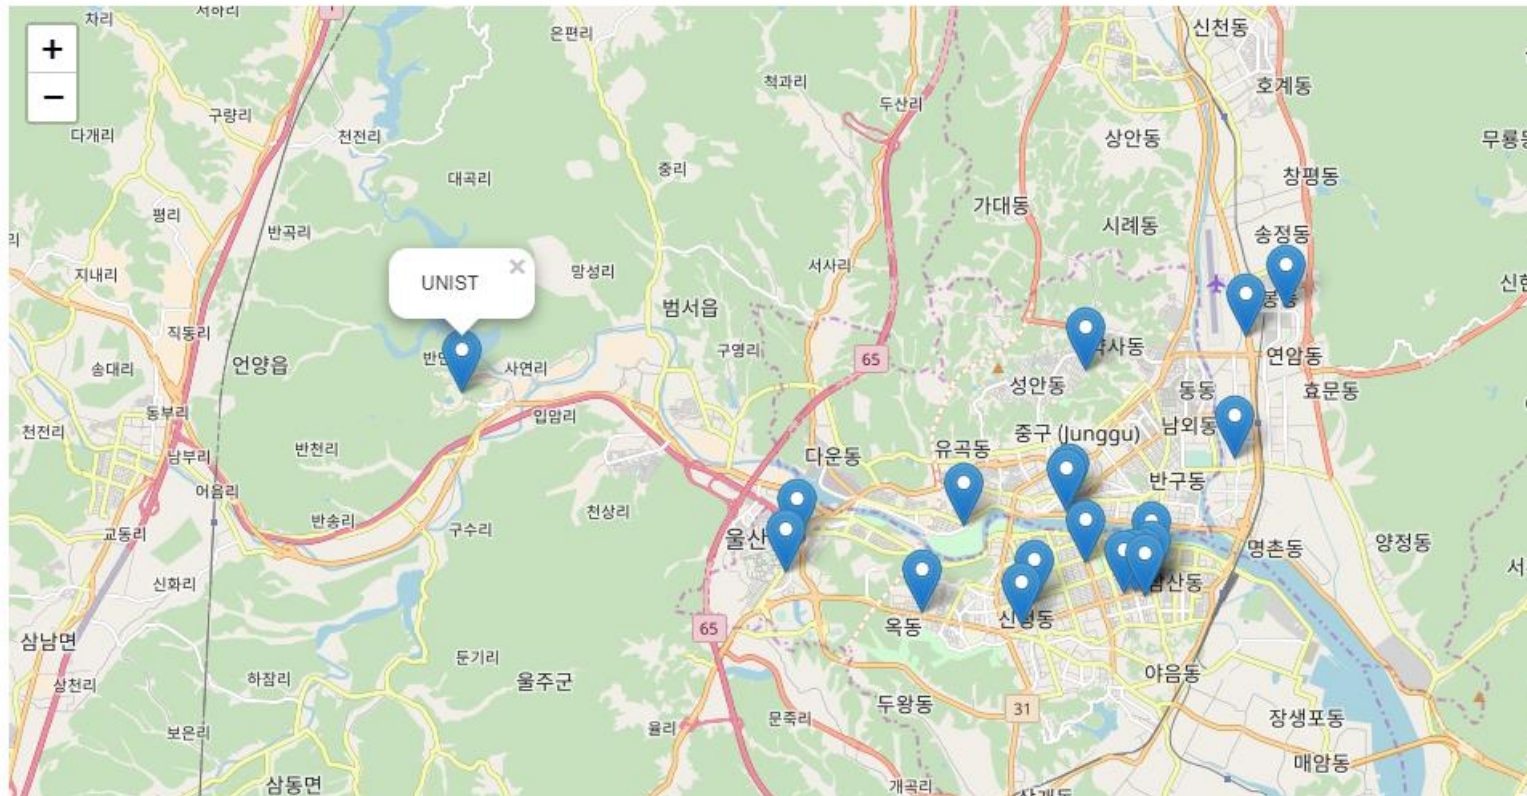 차리
서하리
은편리
신천동
+
척과리
호계동
두산리
−
구량리
다개리
천전리
상안동
중리
대곡리
창평동
평리
가대동
시례동
반곡리
송정동
지내리
서사리
망성리
UNIST
×
범서읍
직동리
구영리
65
언양읍
송대리
사연리
연암동
성안동
동동
효문동
동부리
입암리
천전리
중구 (Junggu)
남외동
반천리
유곡동
다운동
남부리
반구동
어음리
천상리
반송리
구수리
교동리
울산
명촌동
양정동
신화리
옥동
65
삼남면
둔기리
야음동
상천리
하잠리
울주군
두왕동
31
문죽리
장생포동
율리
보은리
매암동
삼동면
개곡리